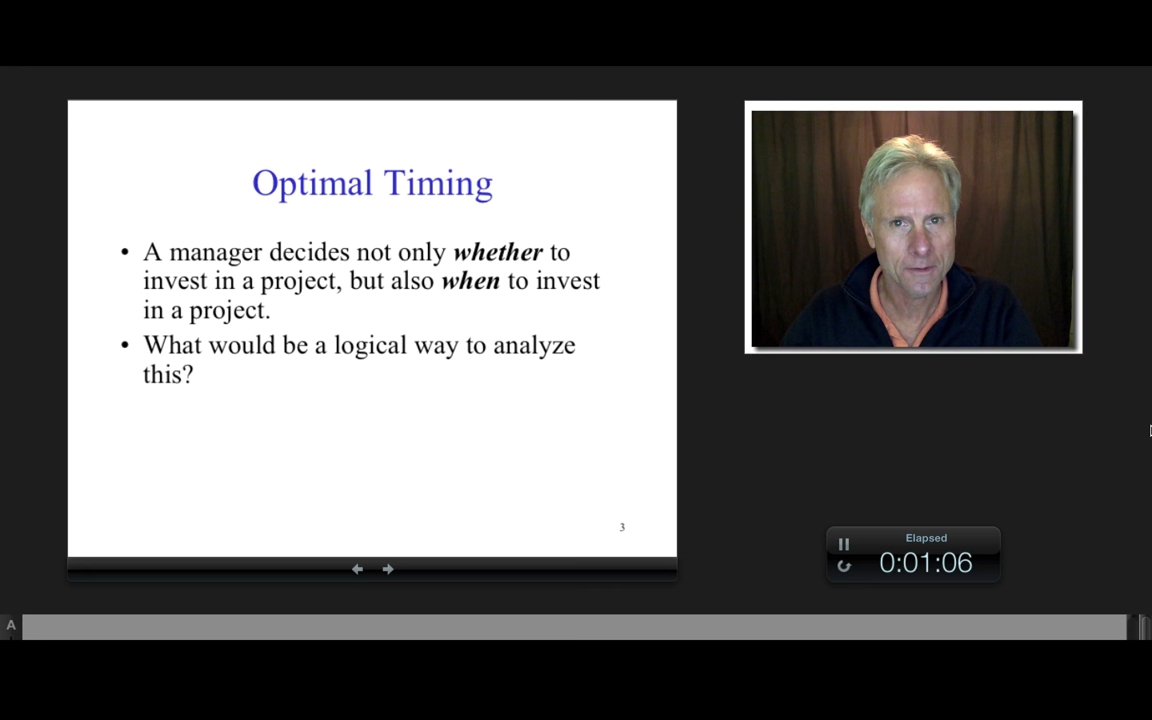 Optimal Timing
• A manager decides not only whether to
invest in a project, but also when to invest
in a project.
• What would be a logical way to analyze
this?
3
Elapsed
0:01:06
A